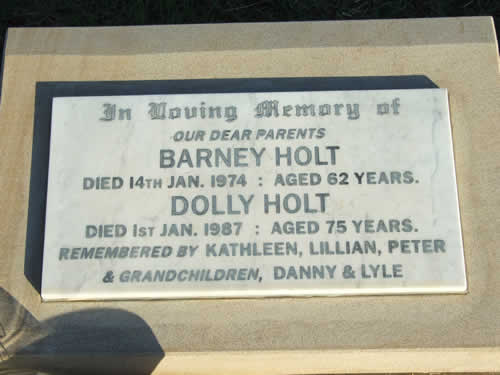 In Loving Memory of
OUR DEAR PARENTS
BARNEY HOLT
DIED 14TH JAN. 1974 : AGED 62 YEARS.
DOLLY HOLT
DIED 1ST JAN. 1987 : AGED 75 YEARS.
REMEMBERED BY KATHLEEN, LILLIAN, PETER
& GRANDCHILDREN, DANNY & LYLE